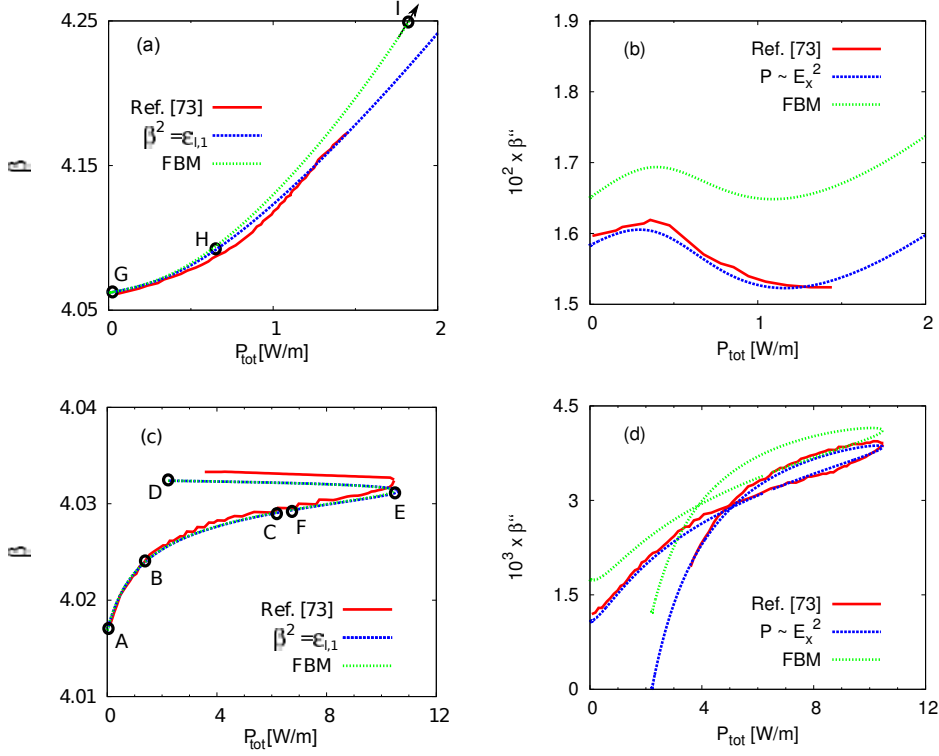 (a)
4.25
4.15
4.05
0
1
2
β
P_tot [W/m]
Ref. [73]
β² = ε_I,1
FBM
G
H
I
(b)
1.9
1.8
1.7
1.6
1.5
0
1
2
10² x β“
P_tot [W/m]
Ref. [73]
P ~ E_x²
FBM
(c)
4.04
4.03
4.02
4.01
0
4
8
12
β
P_tot [W/m]
Ref. [73]
β² = ε_I,1
FBM
A
B
C
F
D
E
(d)
4.5
3
1.5
0
0
4
8
12
10³ x β“
P_tot [W/m]
Ref. [73]
P ~ E_x²
FBM